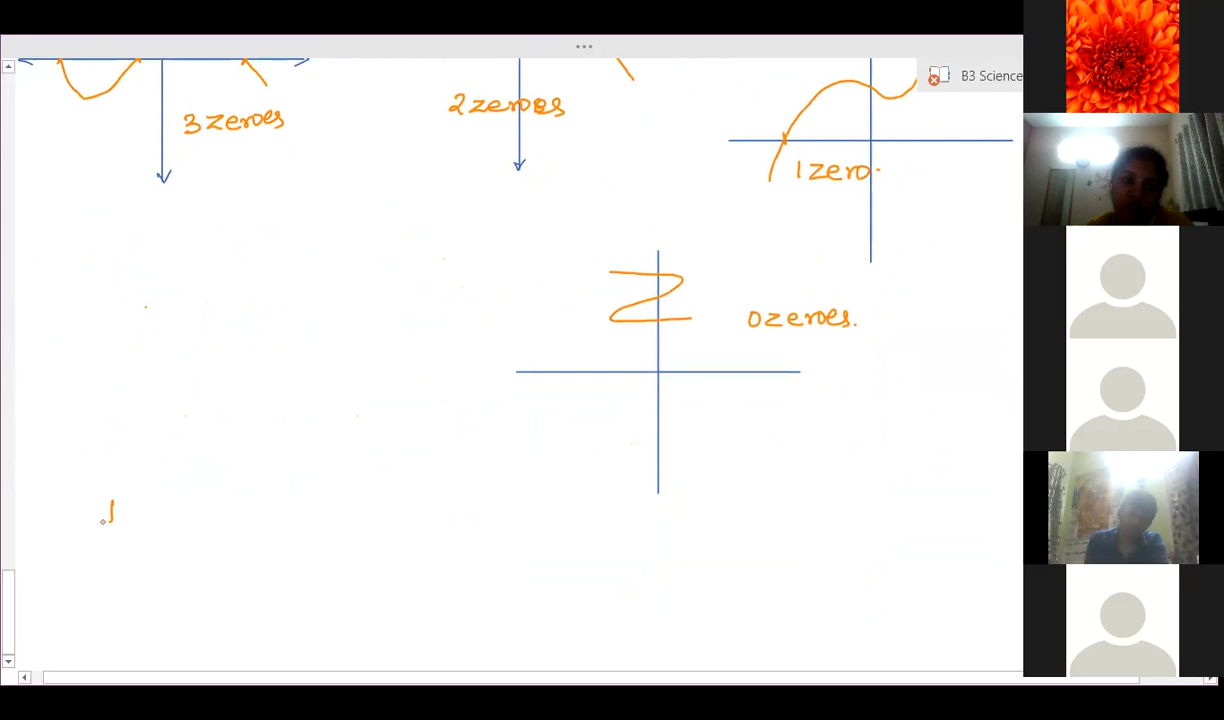 B3 Science
3 zeroes
2 zeroes
1 zero.
0 zeroes.